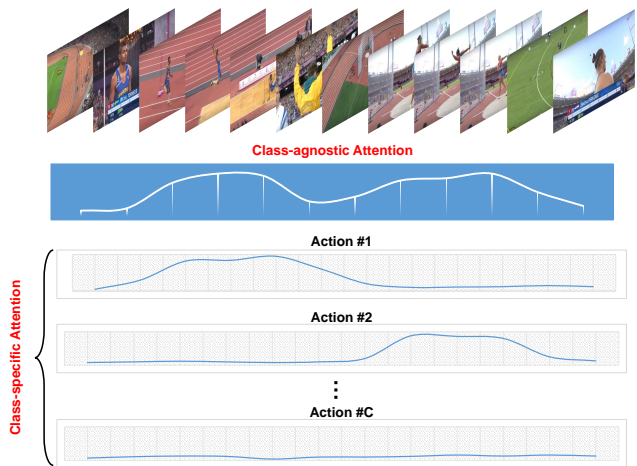 Class-agnostic Attention
Action #1
Action #2
Action #C
Class-specific Attention